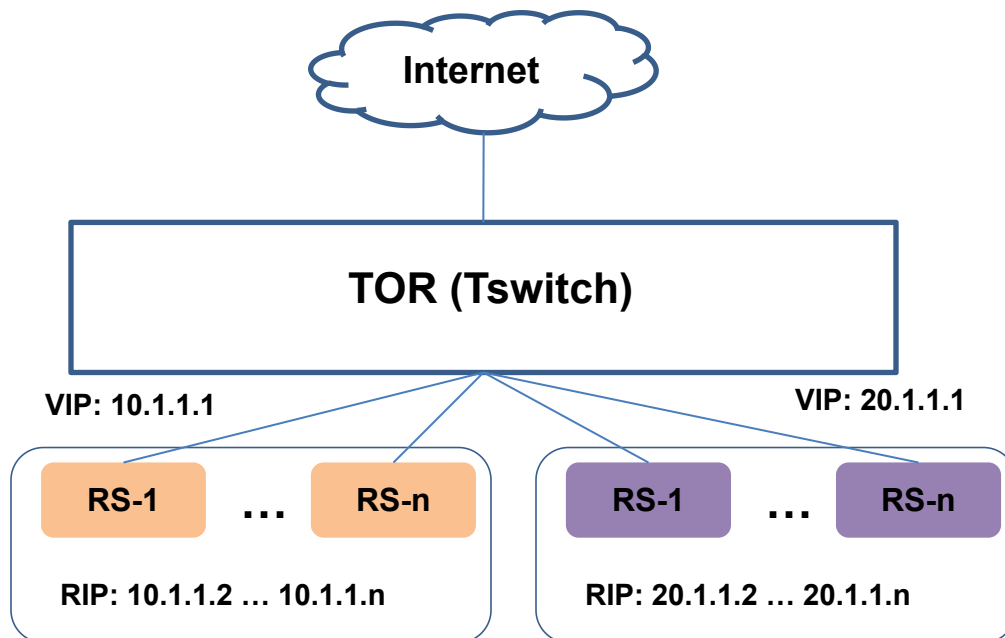 Internet
TOR (Tswitch)
VIP: 10.1.1.1
VIP: 20.1.1.1
RS-1 ... RS-n
RS-1 ... RS-n
RIP: 10.1.1.2 ... 10.1.1.n
RIP: 20.1.1.2 ... 20.1.1.n